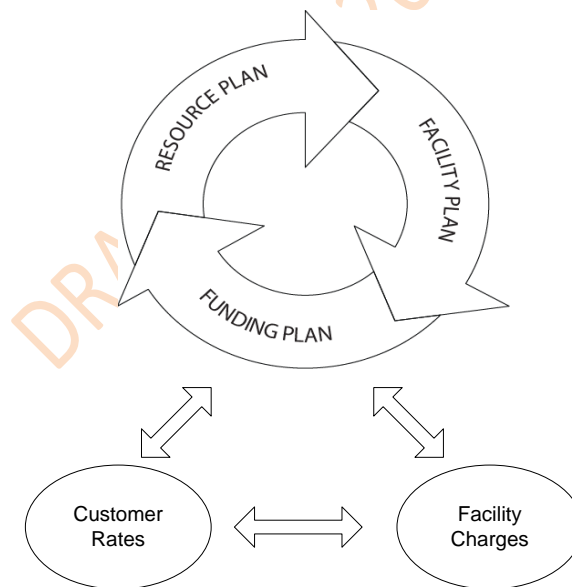 RESOURCE PLAN
FACILITY PLAN
FUNDING PLAN
Customer
Rates
Facility
Charges